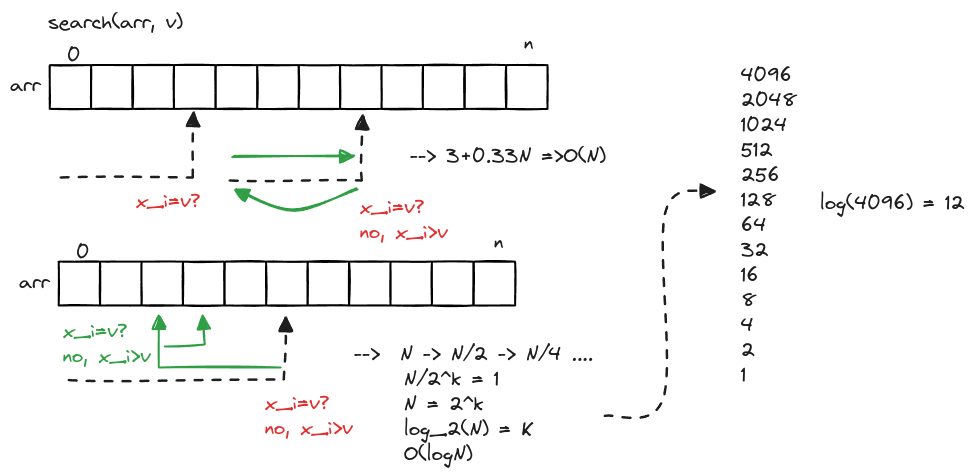 search(arr, v)
0
n
arr
--> 3+0.33N =>O(N)
x_i=v?
x_i=v?
no, x_i>v
0
n
arr
x_i=v?
no, x_i>v
x_i=v?
no, x_i>v
--> N -> N/2 -> N/4 ....
N/2^k = 1
N = 2^k
log_2(N) = K
O(logN)
4096
2048
1024
512
256
128
64
32
16
8
4
2
1
log(4096) = 12